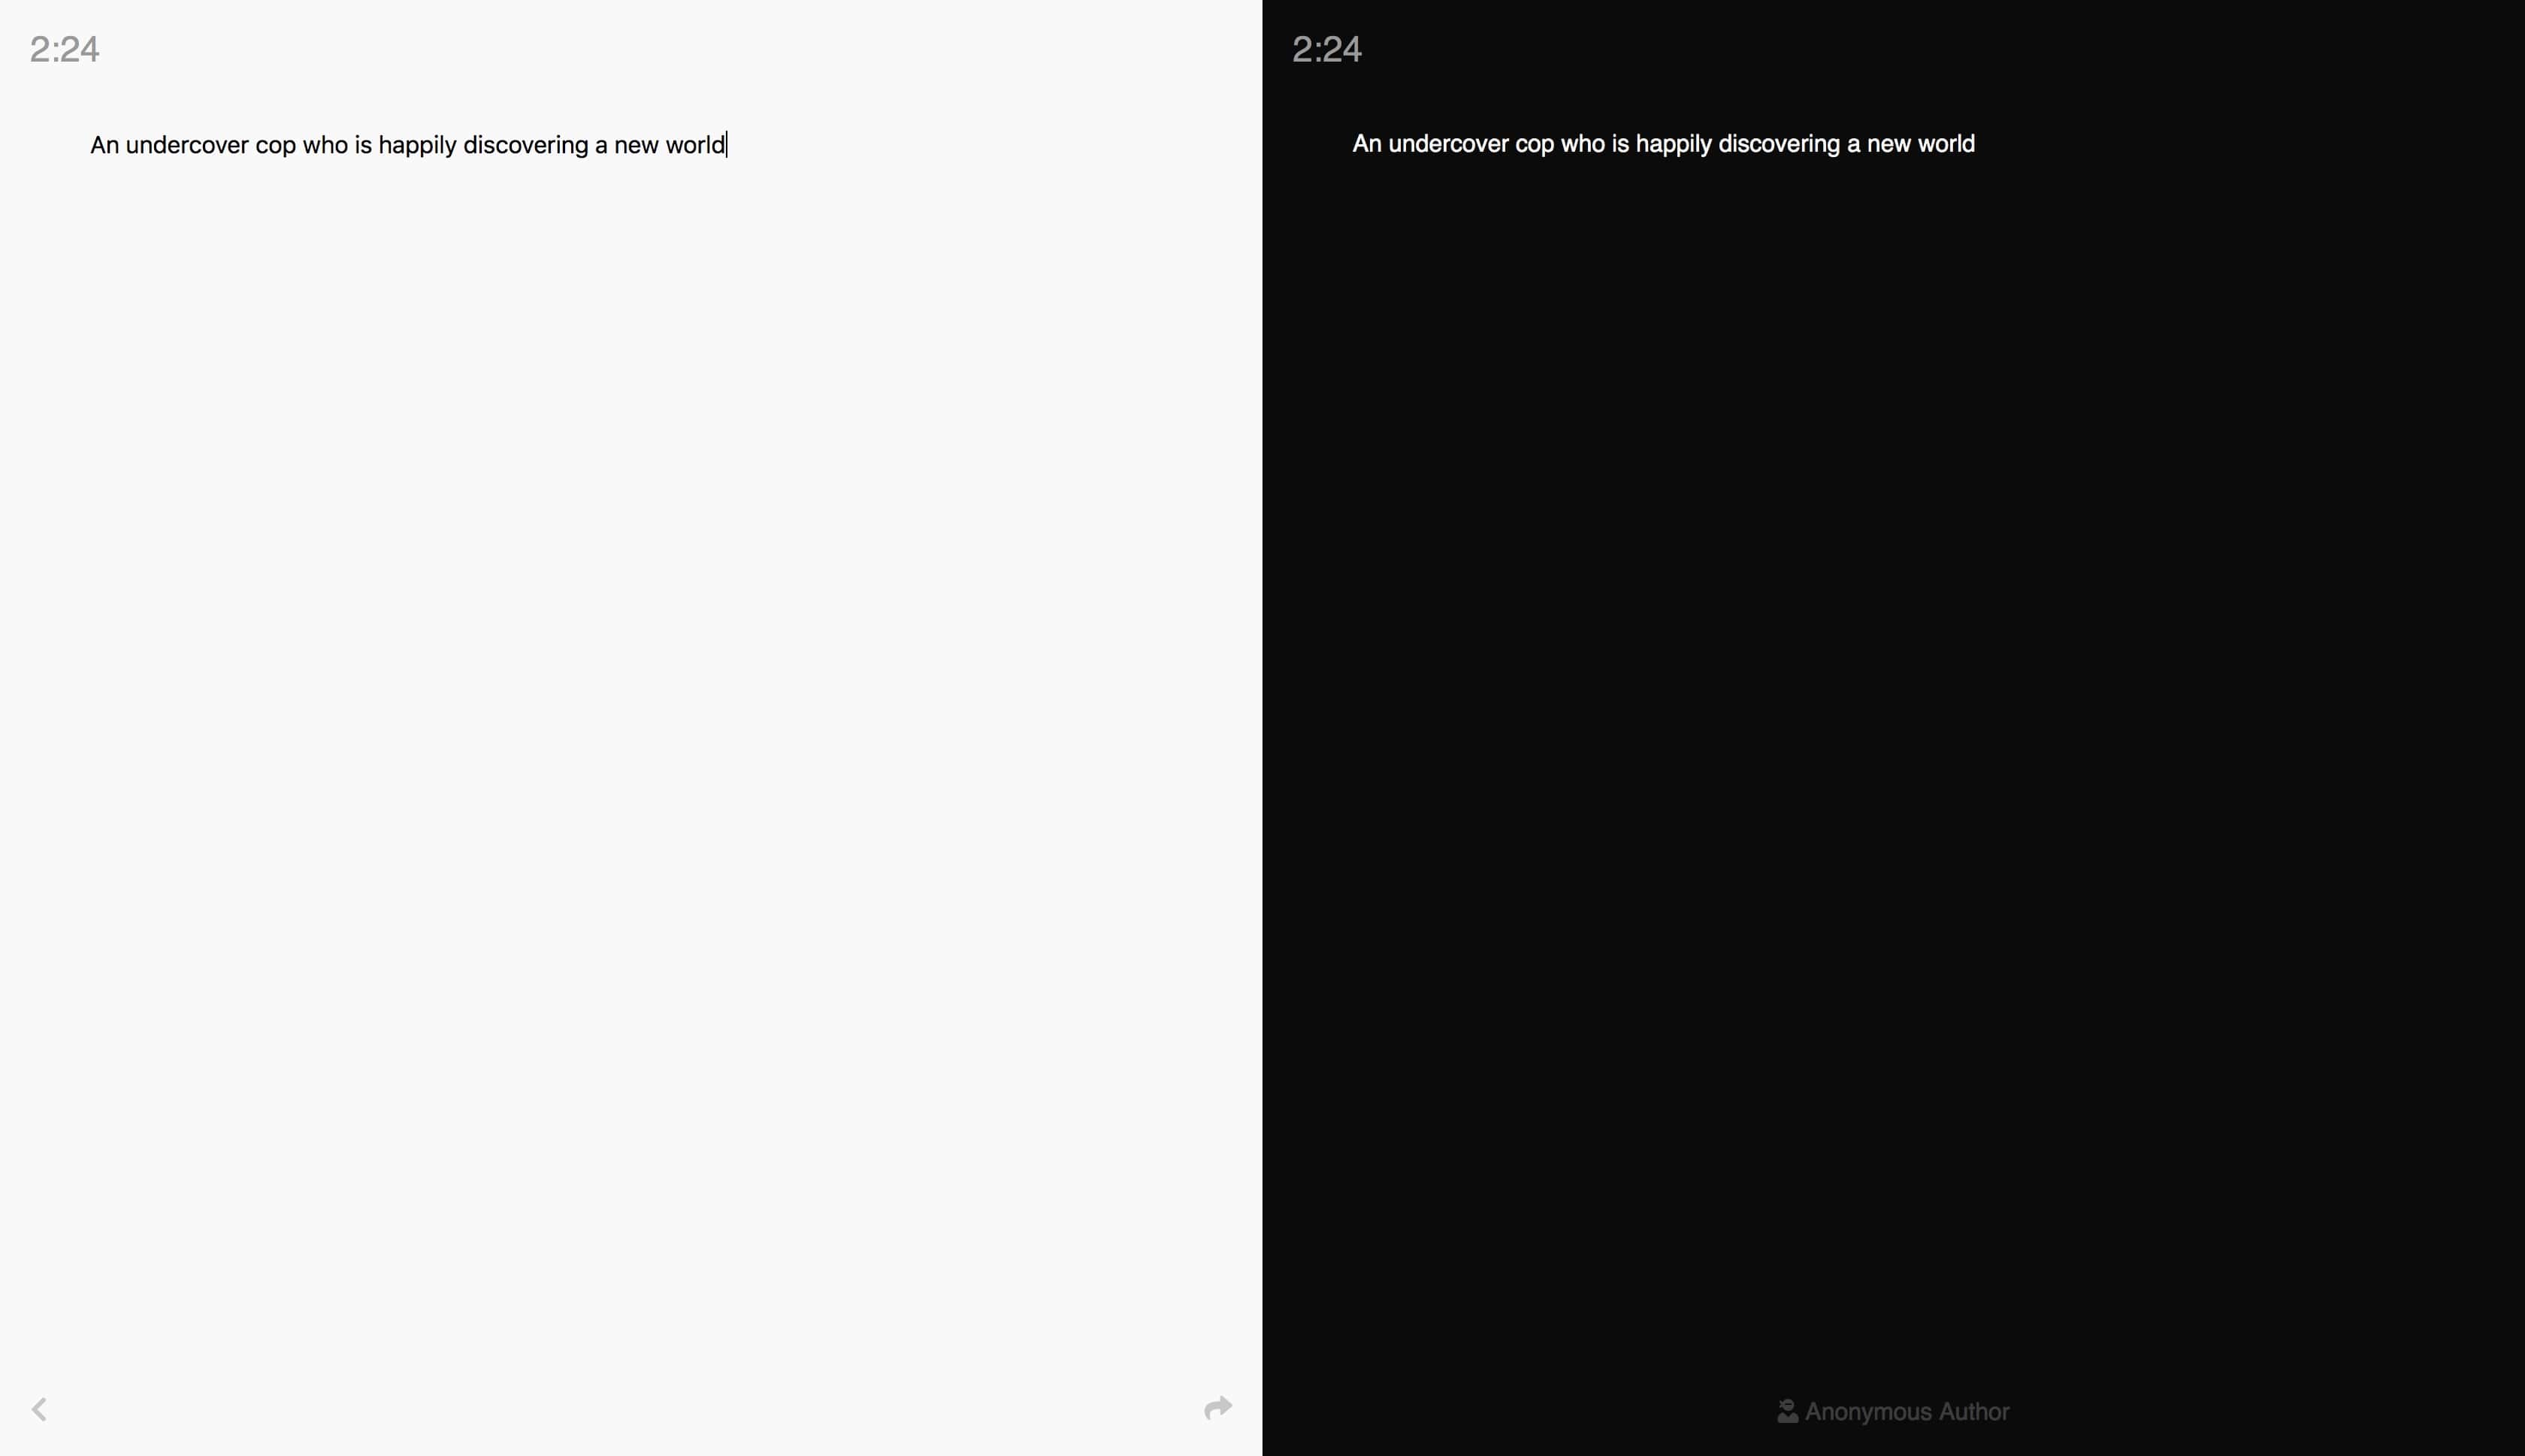 2:24
An undercover cop who is happily discovering a new world
2:24
An undercover cop who is happily discovering a new world
Anonymous Author